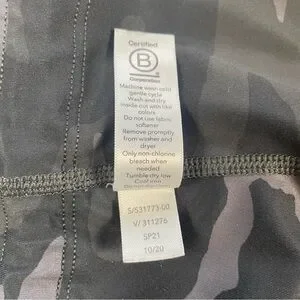 Certified
B
Corporation
Machine wash cold
gentle cycle
Wash and dry
inside out with like
colors
Do not use fabric
softener
Remove promptly
from washer and
dryer
Only non-chlorine
breach when
needed
Tumble dry low
Cool iron
S/S31773-00
V/ 311276
SP21
10/20